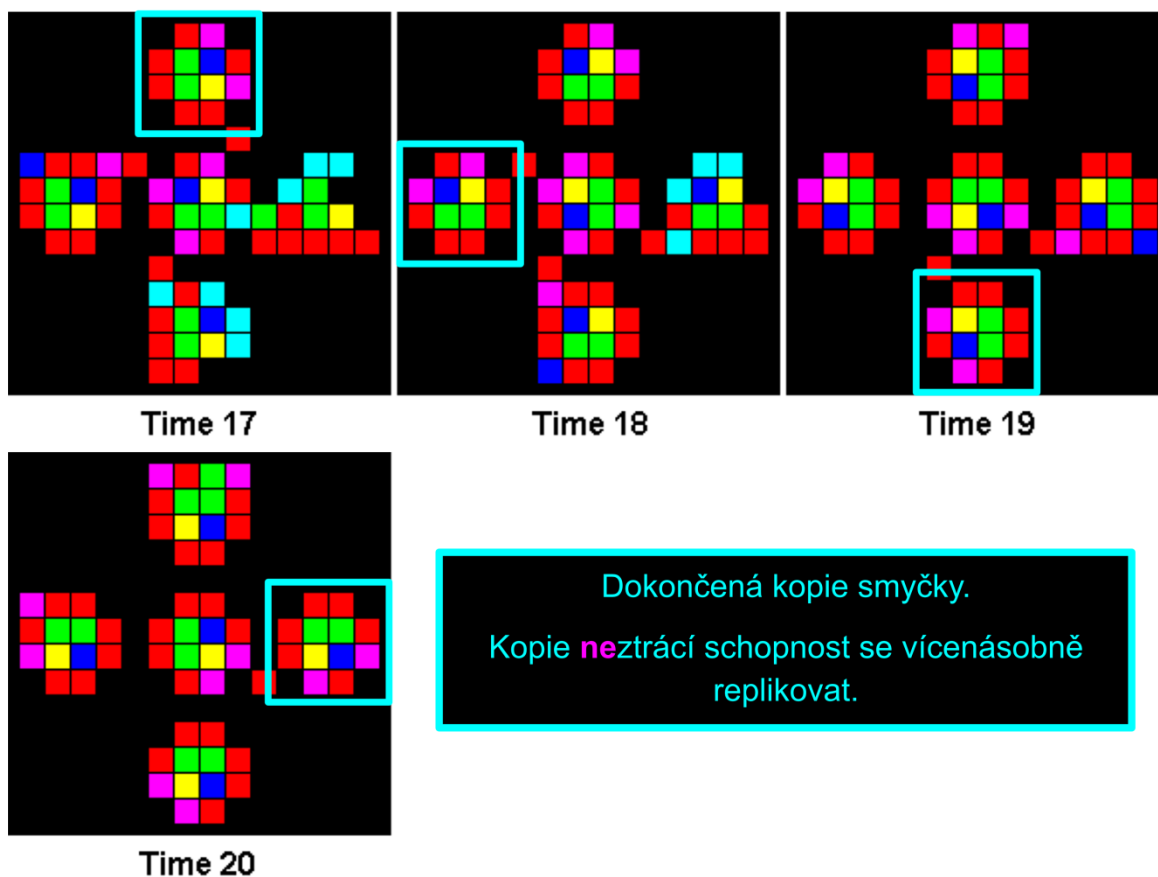 Time 17
Time 18
Time 19
Dokončená kopie smyčky.
Kopie neztrácí schopnost se vícenásobně
replikovat.
Time 20